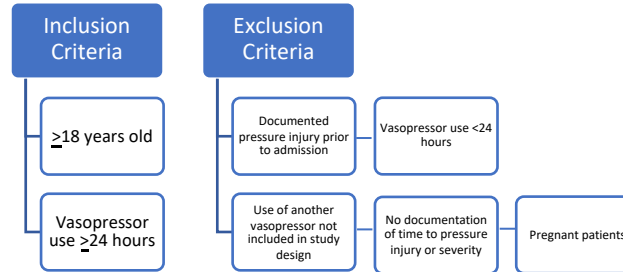 Inclusion
Criteria
≥18 years old
Vasopressor
use ≥24 hours
Exclusion
Criteria
Documented
pressure injury prior
to admission
Vasopressor use <24
hours
Use of another
vasopressor not
included in study
design
No documentation
of time to pressure
injury or severity
Pregnant patients